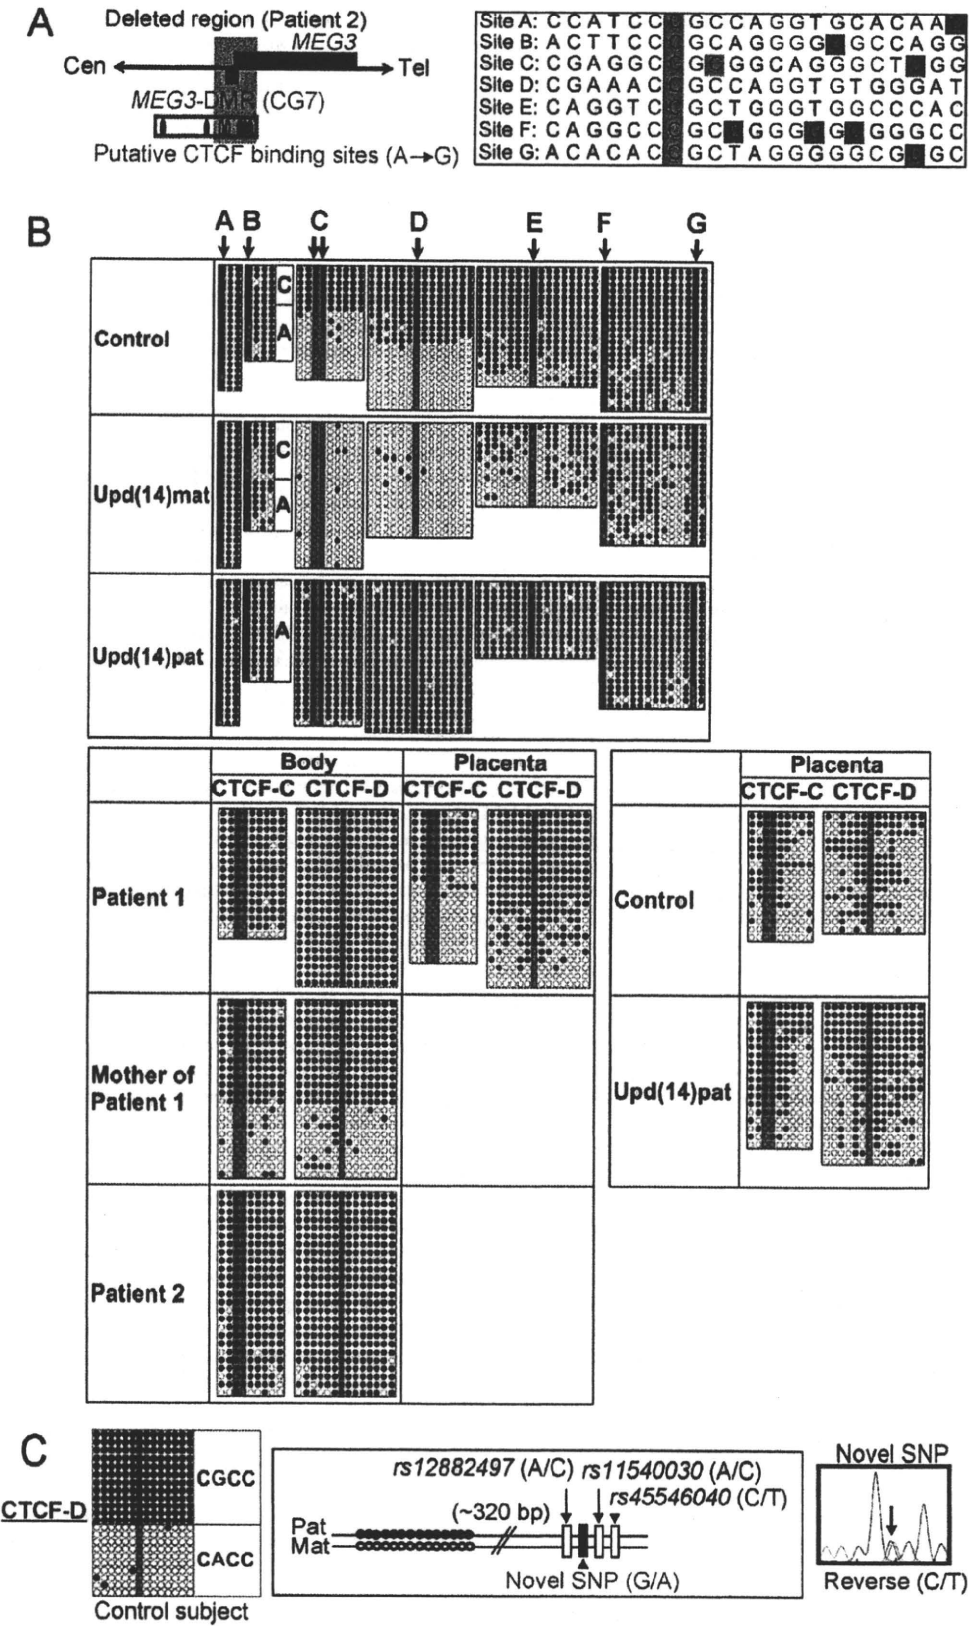 A
Deleted region (Patient 2)
MEG3
Cen
Tel
MEG3-DMR (CG7)
Putative CTCF binding sites (A→G)
Site A: C C A T C C G C C A G G T G C A C A A
Site B: A C T T C C G C A G G G G G C C A G G
Site C: C G A G G C G G G C A G G G C T G G
Site D: C G A A A C G C C A G G T G T G G G A T
Site E: C A G G T C G C T G G G T G G C C C A C
Site F: C A G G C C G C G G G G G G G C C
Site G: A C A C A C G C T A G G G G G C G G C
B
A B C D E F G
Control
C
A
Upd(14)mat
C
A
Upd(14)pat
A
Body Placenta
CTCF-C CTCF-D CTCF-C CTCF-D
Patient 1
Mother of
Patient 1
Patient 2
Placenta
CTCF-C CTCF-D
Control
Upd(14)pat
C
CTCF-D
CGCC
CACC
Control subject
rs12882497 (A/C) rs11540030 (A/C)
rs45546040 (C/T)
(~320 bp)
Pat
Mat
Novel SNP (G/A)
Novel SNP
Reverse (C/T)